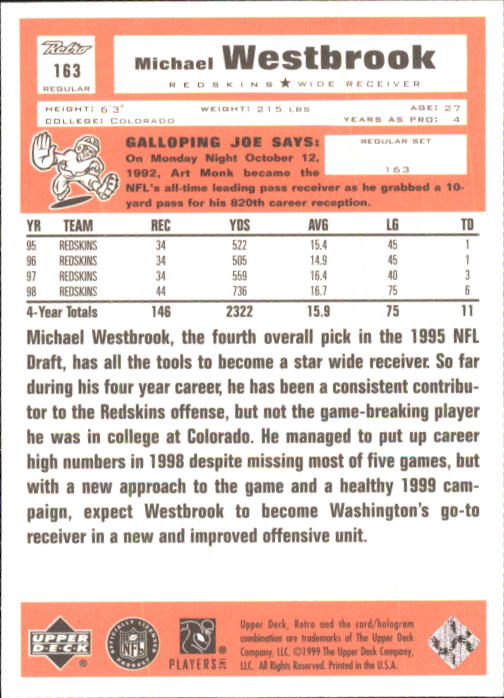 Retro
163
REGULAR
Michael Westbrook
REDSKINS ★ WIDE RECEIVER
HEIGHT: 6'3" WEIGHT: 215 LBS AGE: 27
COLLEGE: COLORADO YEARS AS PRO: 4
GALLOPING JOE SAYS:
On Monday Night October 12,
1992, Art Monk became the
NFL's all-time leading pass receiver as he grabbed a 10-
yard pass for his 820th career reception.
REGULAR SET
163
YR TEAM REC YDS AVG LG TD
95 REDSKINS 34 522 15.4 45 1
96 REDSKINS 34 505 14.9 45 1
97 REDSKINS 34 559 16.4 40 3
98 REDSKINS 44 736 16.7 75 6
4-Year Totals 146 2322 15.9 75 11
Michael Westbrook, the fourth overall pick in the 1995 NFL
Draft, has all the tools to become a star wide receiver. So far
during his four year career, he has been a consistent contribu-
tor to the Redskins offense, but not the game-breaking player
he was in college at Colorado. He managed to put up career
high numbers in 1998 despite missing most of five games, but
with a new approach to the game and a healthy 1999 cam-
paign, expect Westbrook to become Washington's go-to
receiver in a new and improved offensive unit.
UPPER
DECK
®
OFFICIALLY LICENSED
NFL
PRODUCT
PLAYERS INC
Upper Deck, Retro and the card/hologram
combination are trademarks of The Upper Deck
Company, LLC. ©1999 The Upper Deck Company,
LLC. All Rights Reserved. Printed in the U.S.A.